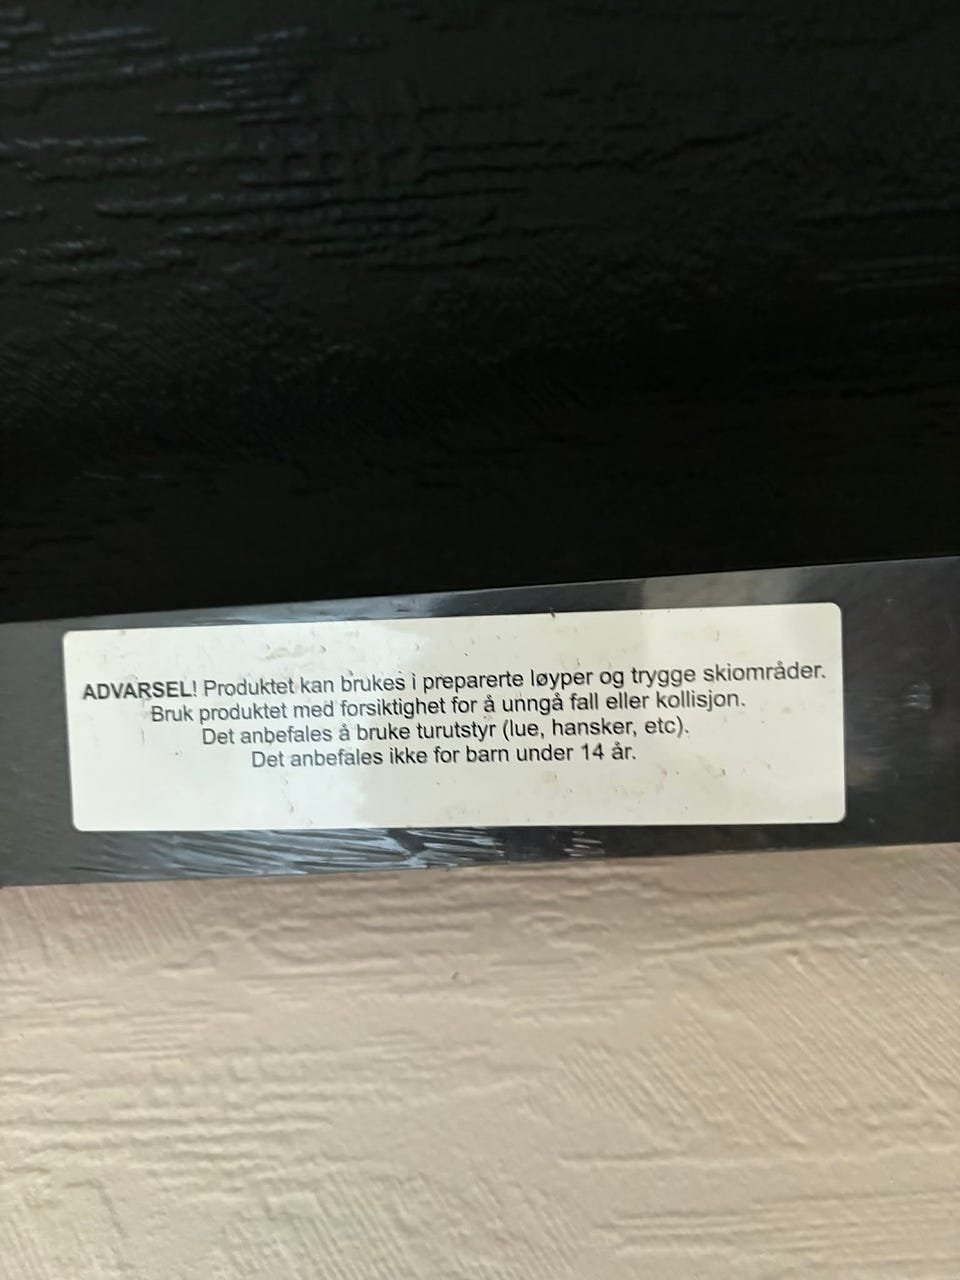 ADVARSEL! Produktet kan brukes i preparerte løyper og trygge skiområder.
Bruk produktet med forsiktighet for å unngå fall eller kollisjon.
Det anbefales å bruke turutstyr (lue, hansker, etc).
Det anbefales ikke for barn under 14 år.